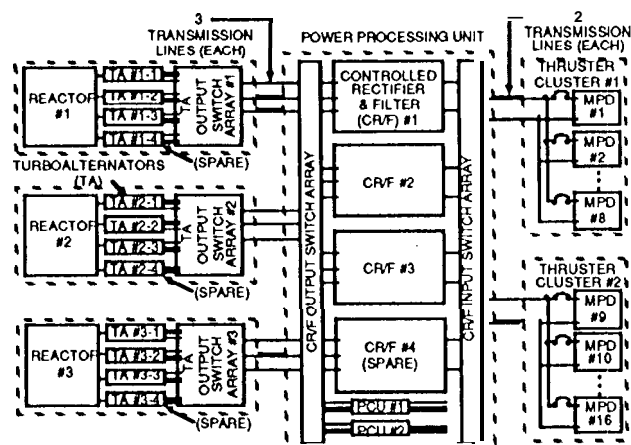 3
TRANSMISSION
LINES (EACH)
POWER PROCESSING UNIT
2
TRANSMISSION
LINES (EACH)
REACTOR
#1
TA #1-1
TA #1-2
TA #1-3
TA #1-4
(SPARE)
TA
OUTPUT
SWITCH
ARRAY #1
TURBOALTERNATORS
(TA)
REACTOR
#2
TA #2-1
TA #2-2
TA #2-3
TA #2-4
(SPARE)
TA
OUTPUT
SWITCH
ARRAY #2
REACTOR
#3
TA #3-1
TA #3-2
TA #3-3
TA #3-4
(SPARE)
TA
OUTPUT
SWITCH
ARRAY #3
CR/F OUTPUT SWITCH ARRAY
CONTROLLED
RECTIFIER
& FILTER
(CR/F) #1
CR/F #2
CR/F #3
CR/F #4
(SPARE)
PCU #1
PCU #2
CR/F INPUT SWITCH ARRAY
THRUSTER
CLUSTER #1
MPD
#1
MPD
#2
MPD
#8
THRUSTER
CLUSTER #2
MPD
#9
MPD
#10
MPD
#16